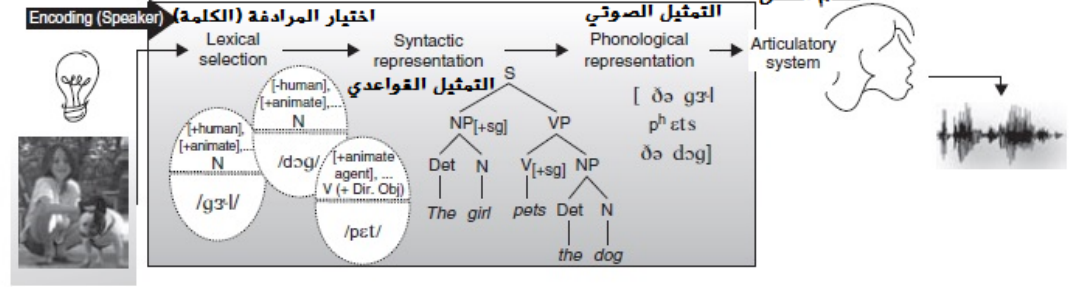 Encoding (Speaker)
اختيار المرادفة (الكلمة)
التمثيل الصوتي
Lexical
selection
Syntactic
representation
Phonological
representation
Articulatory
system
التمثيل القواعدي
[+human],
[+animate],...
N
/gɝl/
[-human],
[+animate],...
N
/dɔg/
[+animate
agent], ...
V (+ Dir. Obj)
/pɛt/
S
NP[+sg] VP
Det N V[+sg] NP
The girl pets Det N
the dog
[ ðə gɝl
pʰɛts
ðə dɔg]